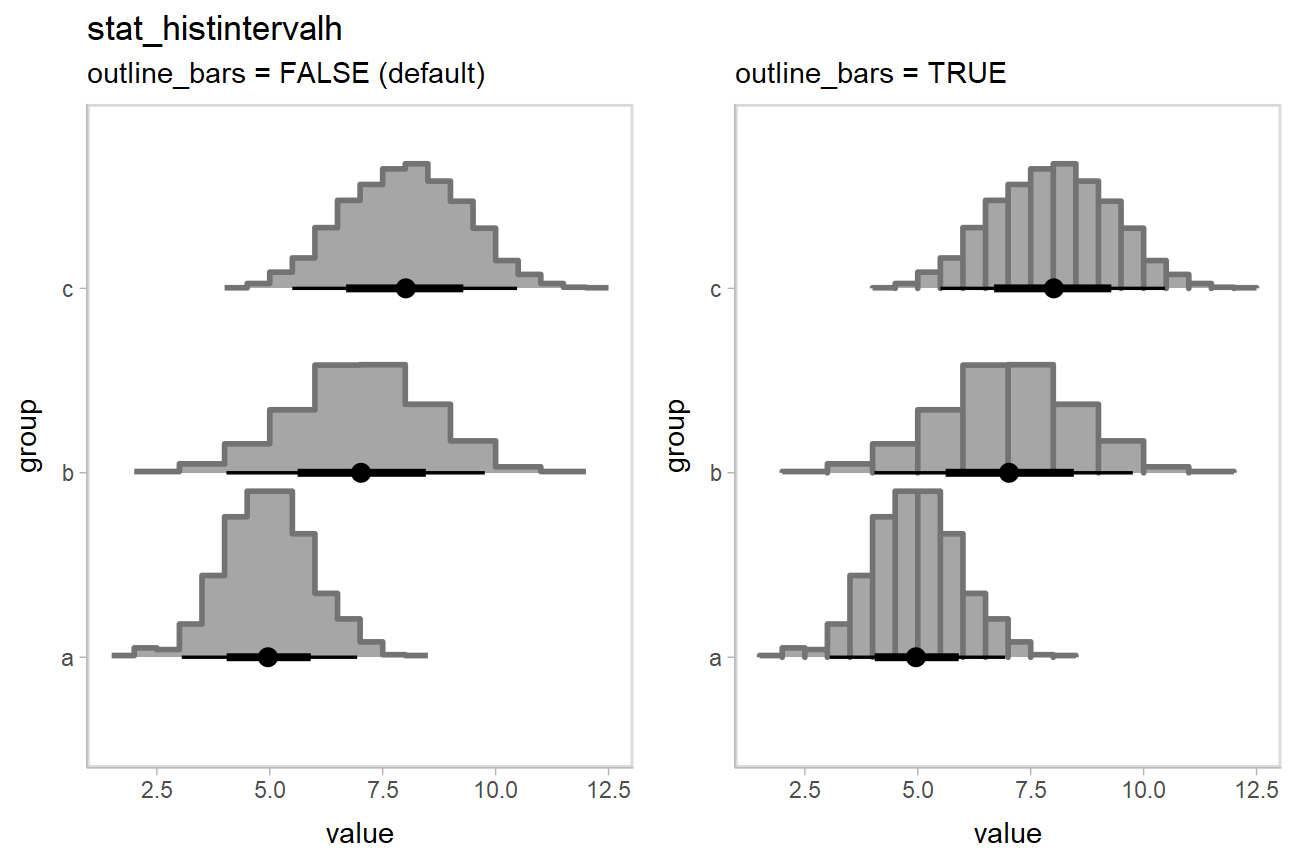 stat_histintervalh
outline_bars = FALSE (default)
group
c
b
a
2.5 5.0 7.5 10.0 12.5
value
outline_bars = TRUE
group
c
b
a
2.5 5.0 7.5 10.0 12.5
value